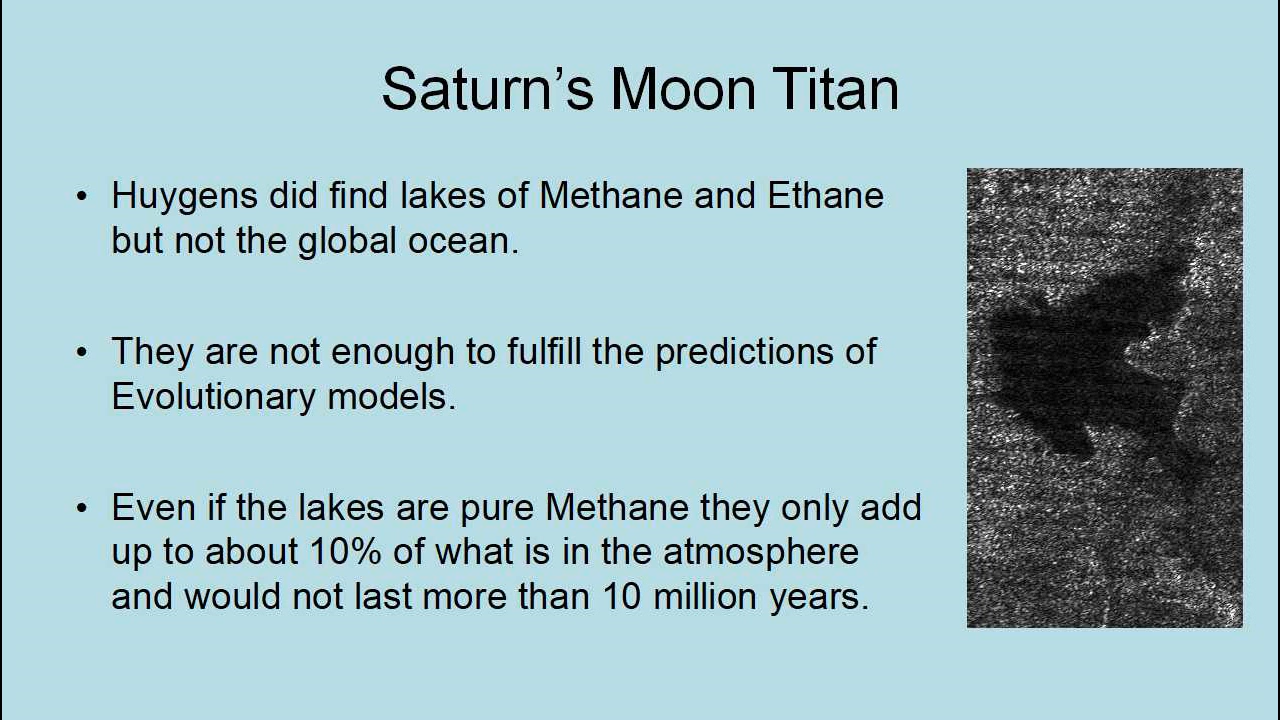 Saturn’s Moon Titan
• Huygens did find lakes of Methane and Ethane
but not the global ocean.
• They are not enough to fulfill the predictions of
Evolutionary models.
• Even if the lakes are pure Methane they only add
up to about 10% of what is in the atmosphere
and would not last more than 10 million years.